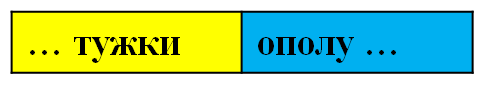 … тужки ополу …